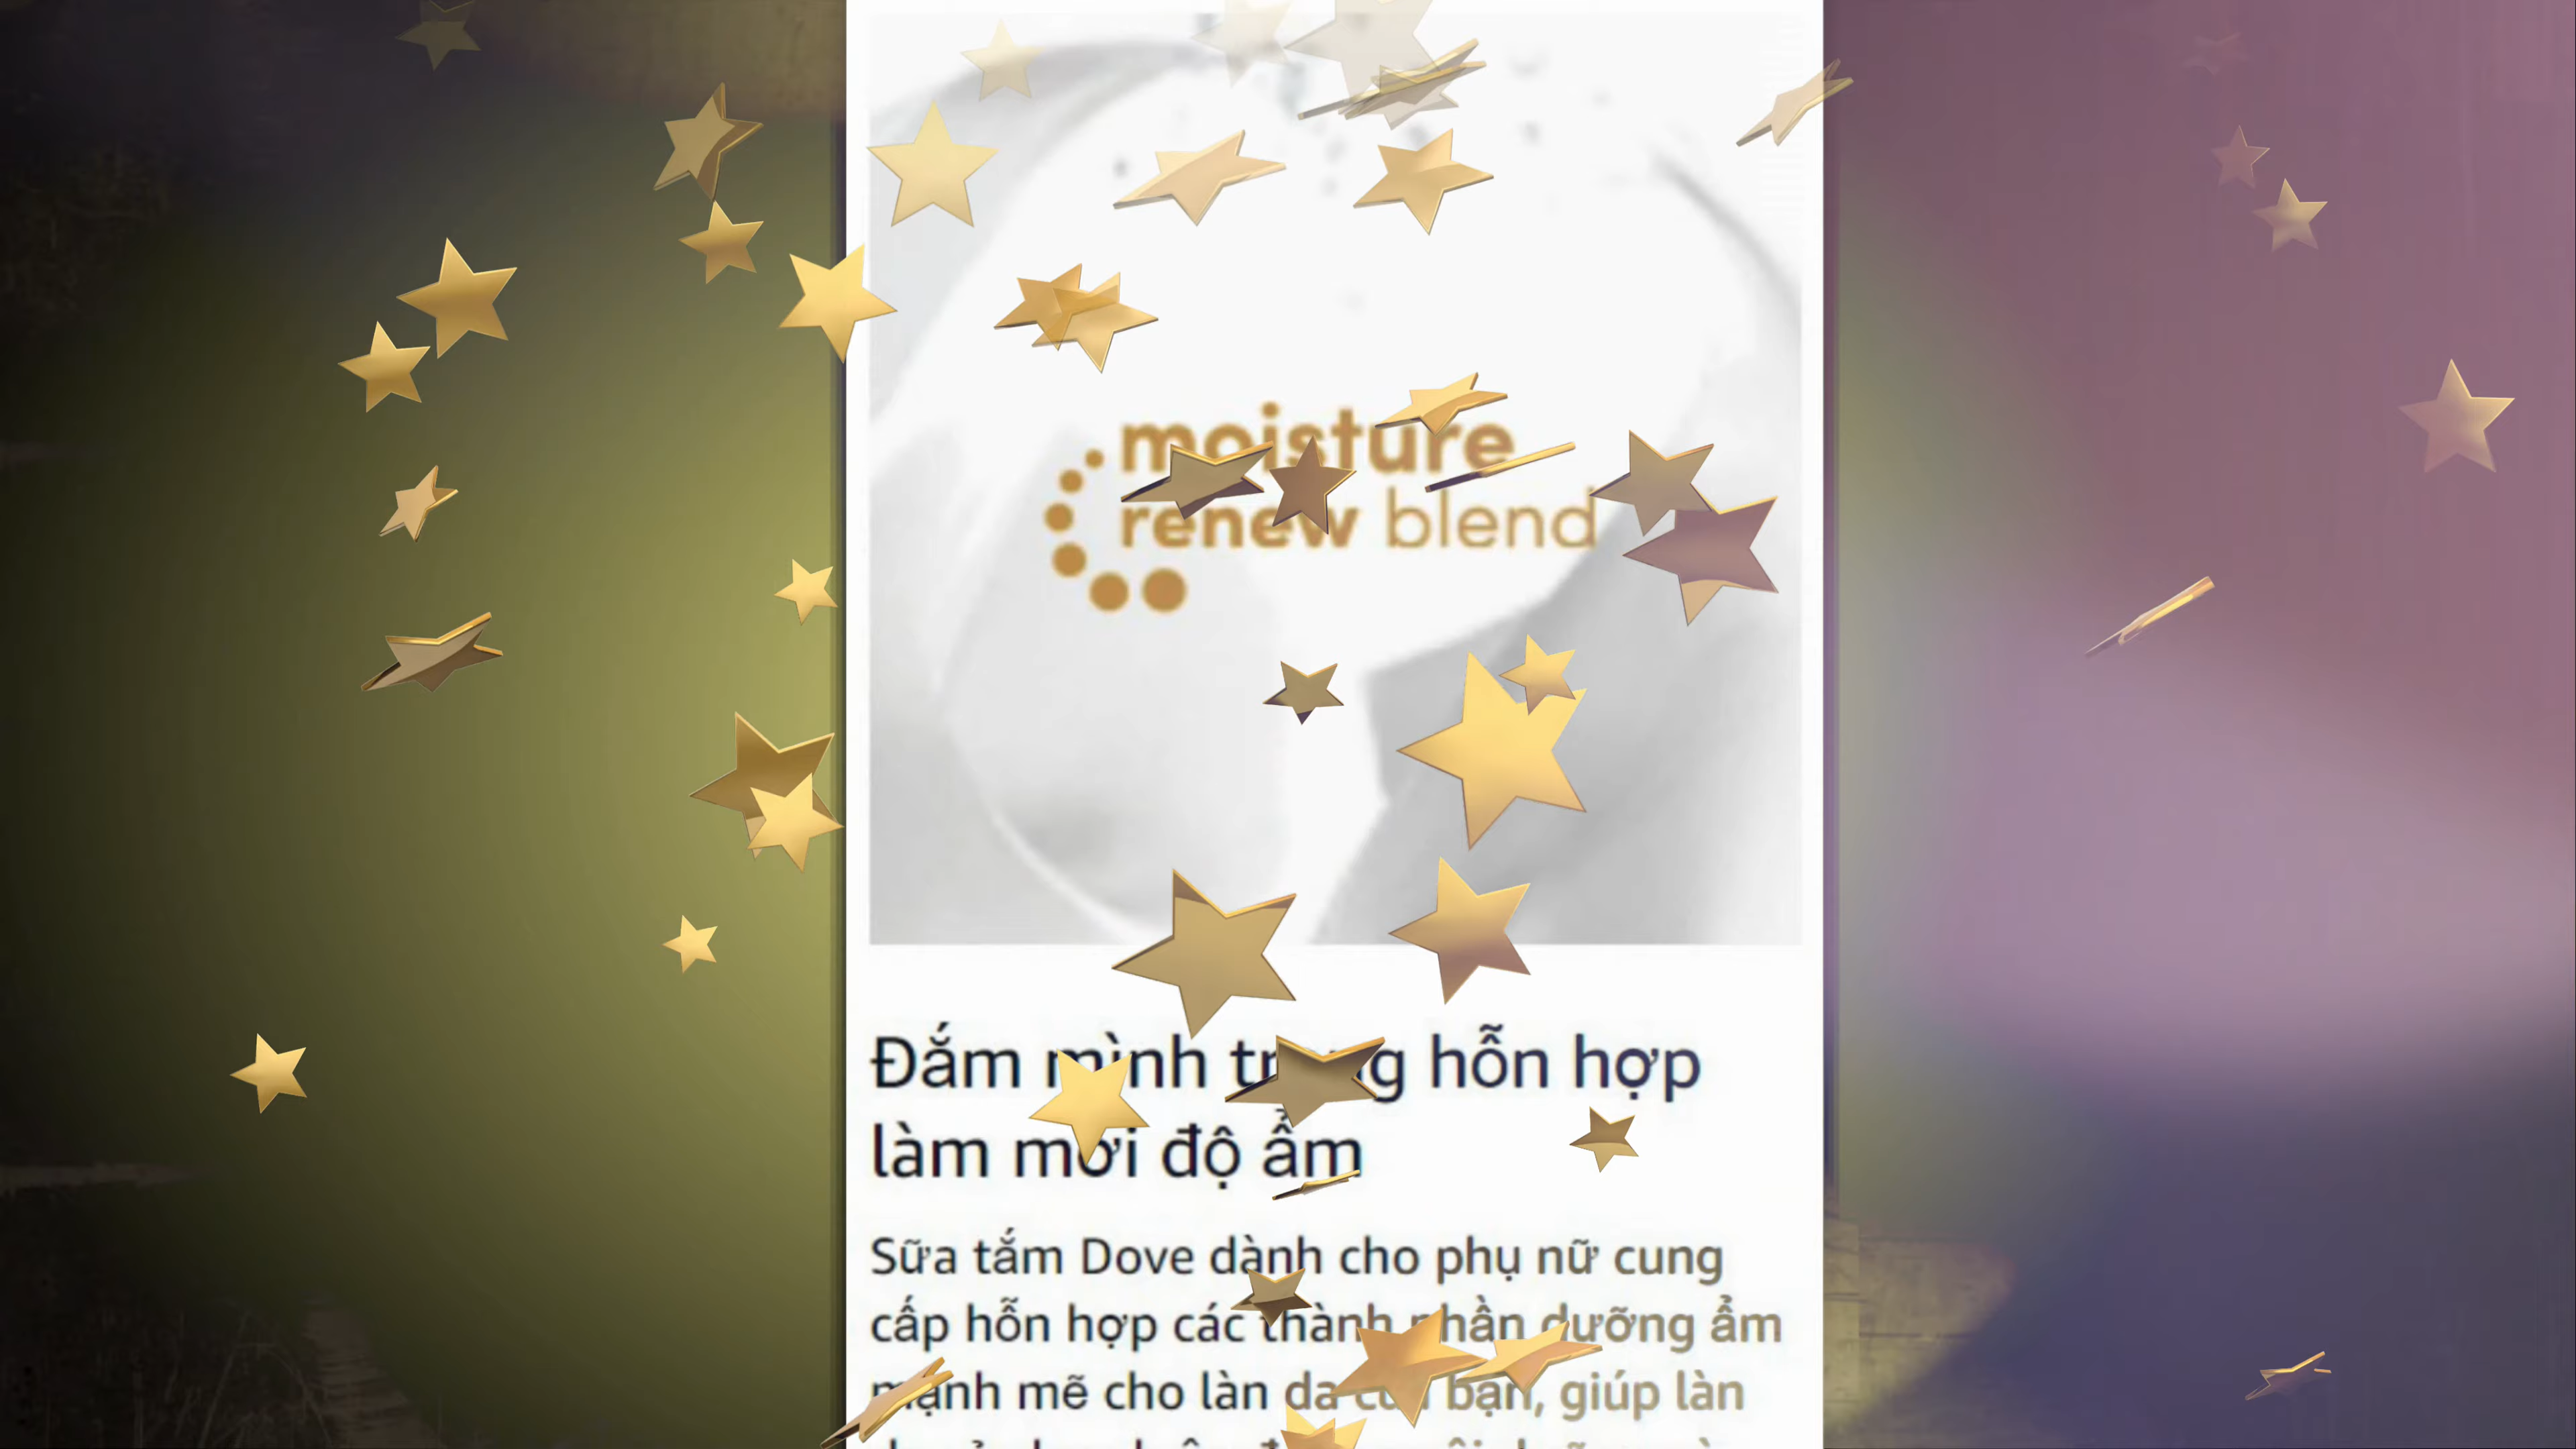 moisture
renew blend
Đắm mình trong hỗn hợp
làm mới độ ẩm
Sữa tắm Dove dành cho phụ nữ cung
cấp hỗn hợp các thành phần dưỡng ẩm
mạnh mẽ cho làn da của bạn, giúp làn